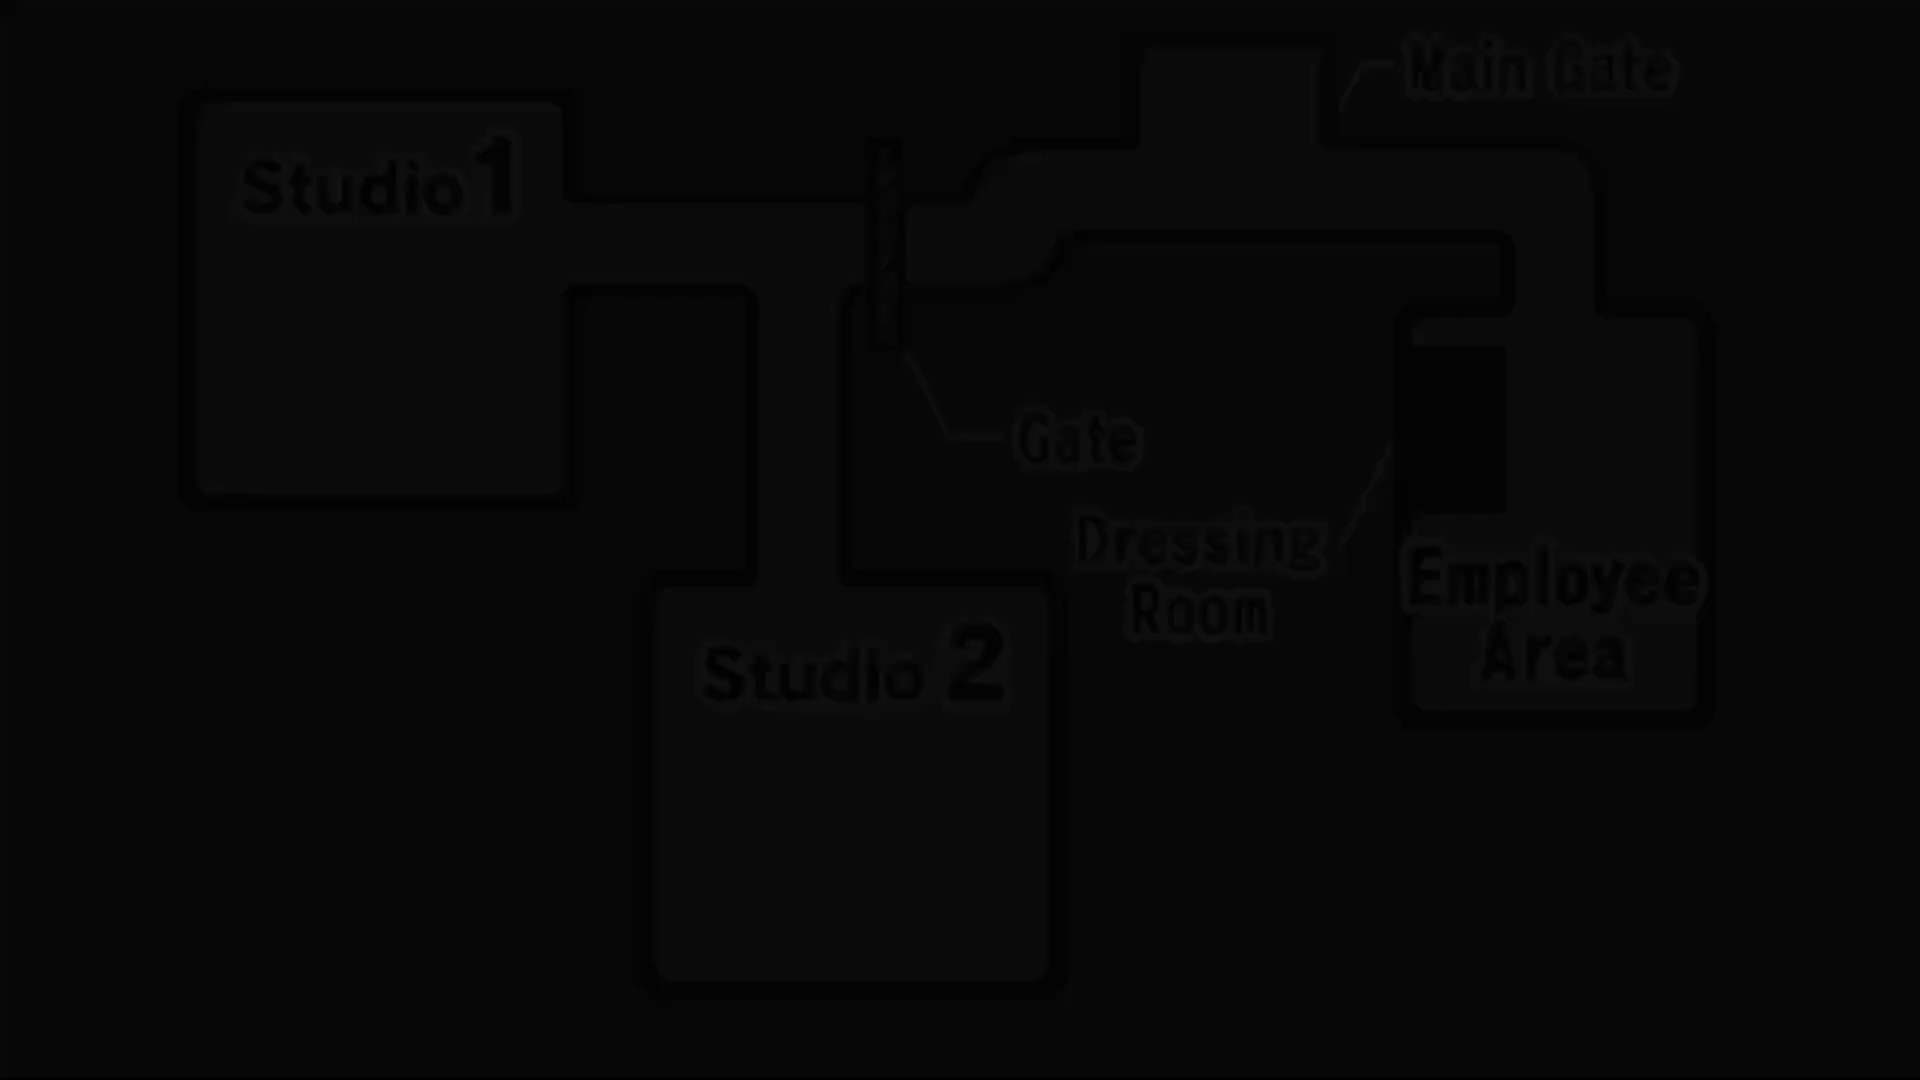 Main Gate
Studio 1
Gate
Dressing
Room
Employee
Area
Studio 2